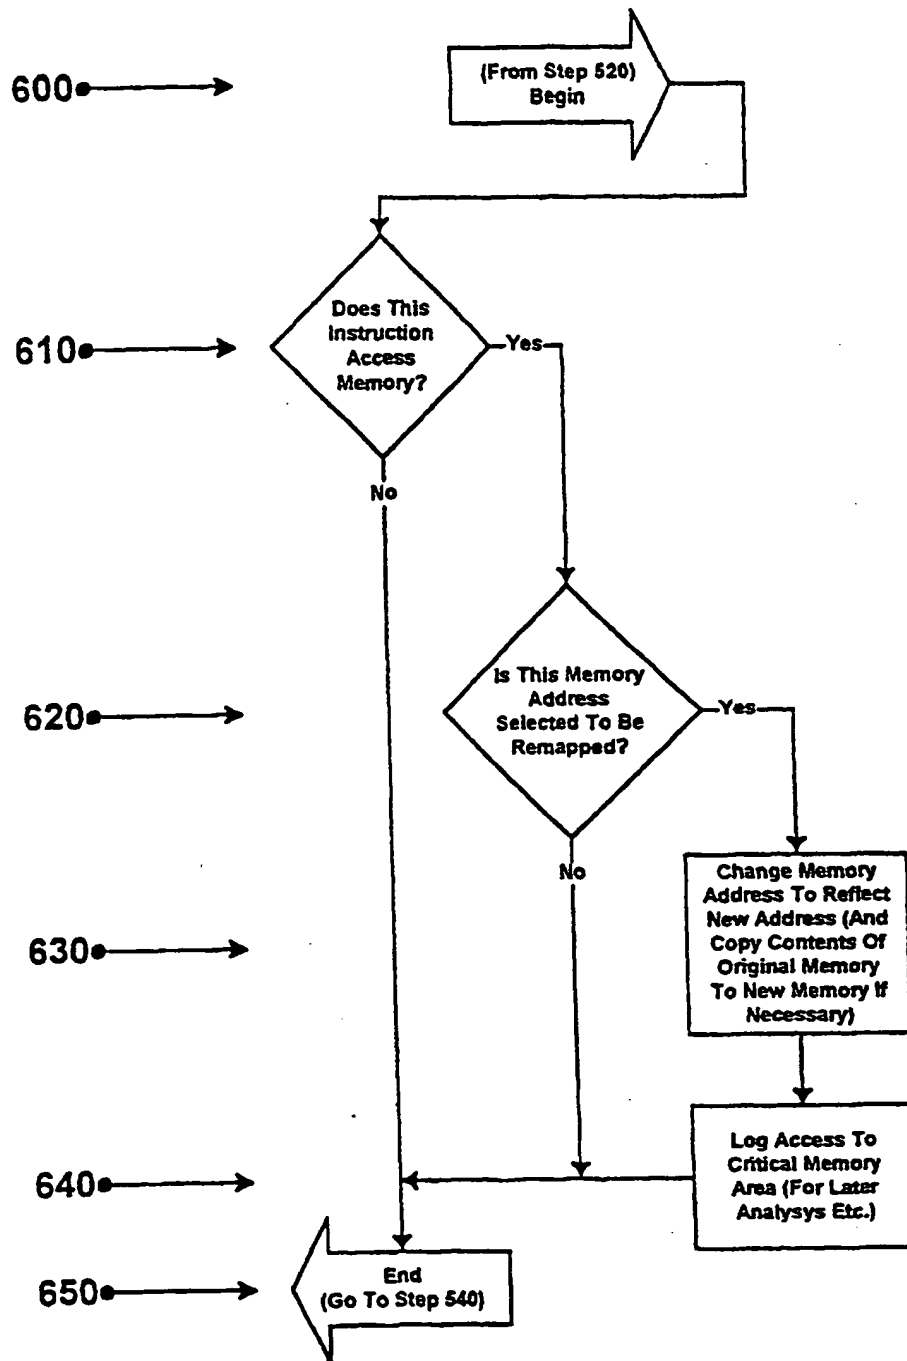 600
(From Step 520)
Begin
610
Does This
Instruction
Access
Memory?
Yes
No
620
Is This Memory
Address
Selected To Be
Remapped?
Yes
No
630
Change Memory
Address To Reflect
New Address (And
Copy Contents Of
Original Memory
To New Memory If
Necessary)
640
Log Access To
Critical Memory
Area (For Later
Analysys Etc.)
650
End
(Go To Step 540)